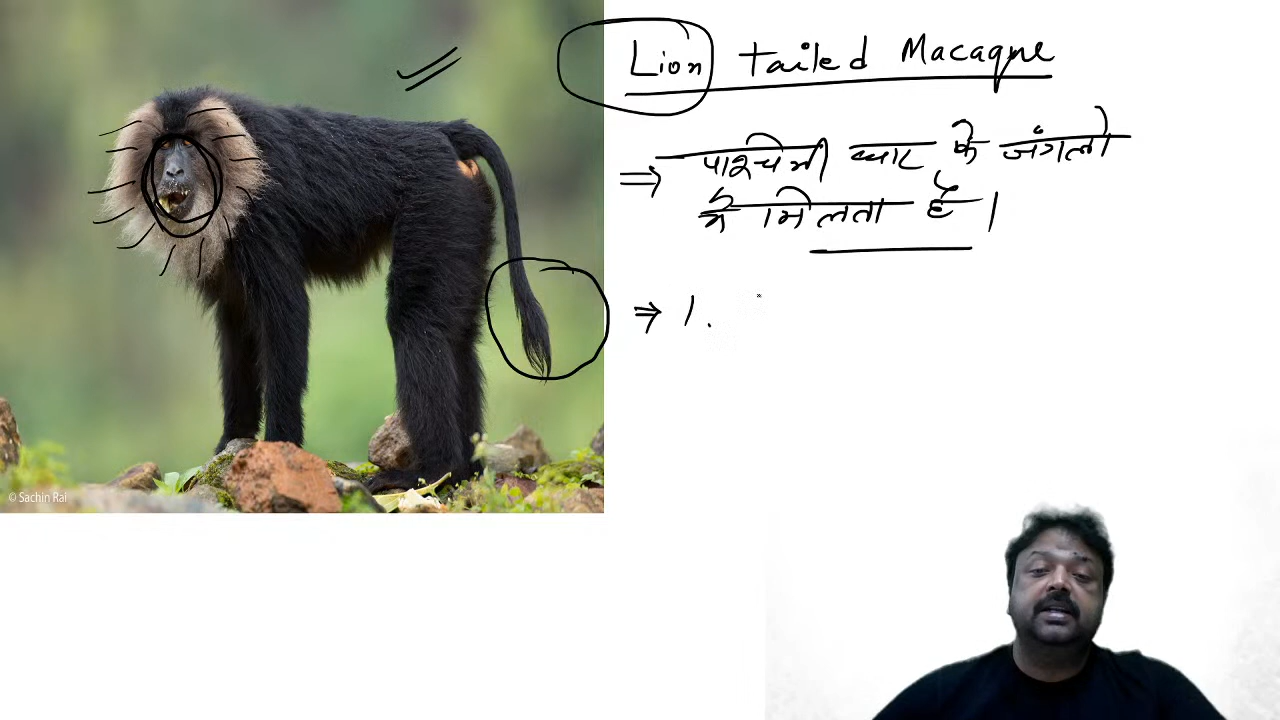 Lion tailed Macaque
⇒ पश्चिमी घाट के जंगलो
में मिलता है।
⇒ 1.
© Sachin Rai